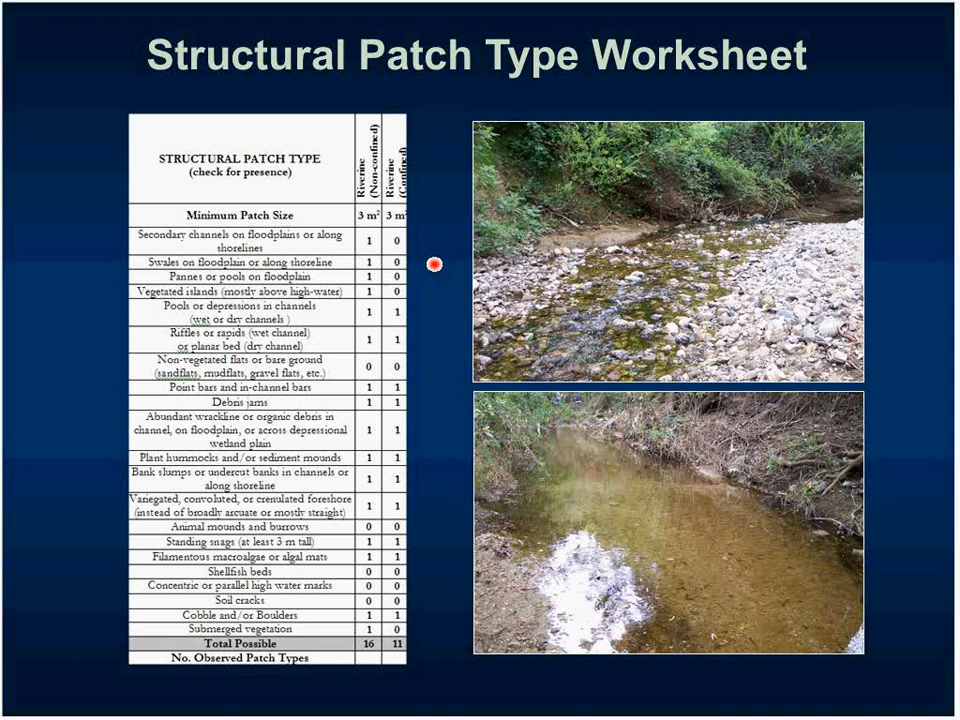 Structural Patch Type Worksheet
STRUCTURAL PATCH TYPE
(check for presence)
Riverine
(Non-confined)
Riverine
(Confined)
Minimum Patch Size 3 m² 3 m²
Secondary channels on floodplains or along
shorelines 1 0
Swales on floodplain or along shoreline 1 0
Pannes or pools on floodplain 1 0
Vegetated islands (mostly above high-water) 1 0
Pools or depressions in channels
(wet or dry channels ) 1 1
Riffles or rapids (wet channel)
or planar bed (dry channel) 1 1
Non-vegetated flats or bare ground
(sandflats, mudflats, gravel flats, etc.) 0 0
Point bars and in-channel bars 1 1
Debris jams 1 1
Abundant wrackline or organic debris in
channel, on floodplain, or across depressional 1 1
wetland plain
Plant hummocks and/or sediment mounds 1 1
Bank slumps or undercut banks in channels or
along shoreline 1 1
Variegated, convoluted, or crenulated foreshore
(instead of broadly arcuate or mostly straight) 1 1
Animal mounds and burrows 0 0
Standing snags (at least 3 m tall) 1 1
Filamentous macroalgae or algal mats 1 1
Shellfish beds 0 0
Concentric or parallel high water marks 0 0
Soil cracks 0 0
Cobble and/or Boulders 1 1
Submerged vegetation 1 0
Total Possible 16 11
No. Observed Patch Types